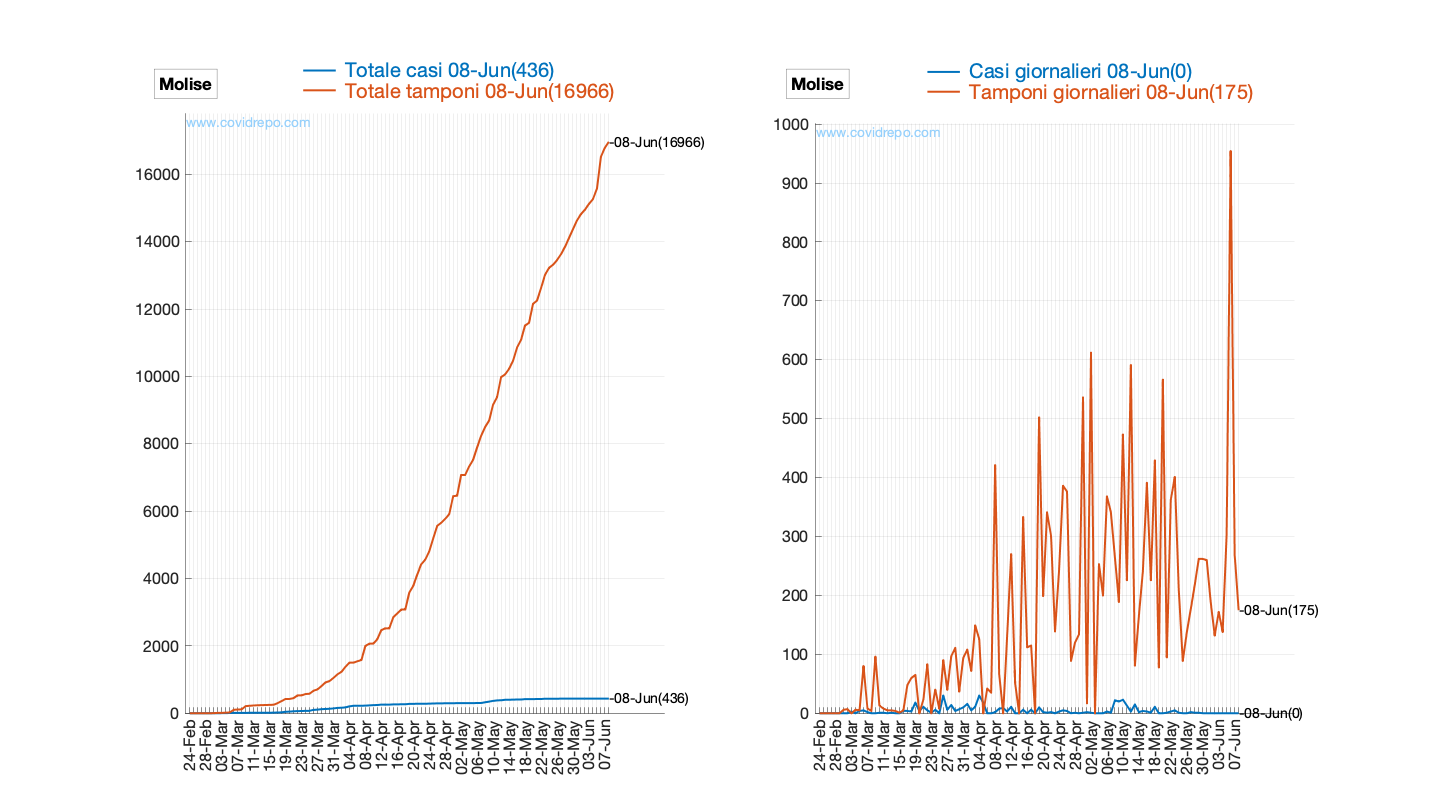 Molise
Totale casi 08-Jun(436)
Totale tamponi 08-Jun(16966)
www.covidrepo.com
08-Jun(16966)
16000
14000
12000
10000
8000
6000
4000
2000
0
08-Jun(436)
24-Feb
28-Feb
03-Mar
07-Mar
11-Mar
15-Mar
19-Mar
23-Mar
27-Mar
31-Mar
04-Apr
08-Apr
12-Apr
16-Apr
20-Apr
24-Apr
28-Apr
02-May
06-May
10-May
14-May
18-May
22-May
26-May
30-May
03-Jun
07-Jun
Molise
Casi giornalieri 08-Jun(0)
Tamponi giornalieri 08-Jun(175)
www.covidrepo.com
1000
900
800
700
600
500
400
300
200
100
0
08-Jun(175)
08-Jun(0)
24-Feb
28-Feb
03-Mar
07-Mar
11-Mar
15-Mar
19-Mar
23-Mar
27-Mar
31-Mar
04-Apr
08-Apr
12-Apr
16-Apr
20-Apr
24-Apr
28-Apr
02-May
06-May
10-May
14-May
18-May
22-May
26-May
30-May
03-Jun
07-Jun